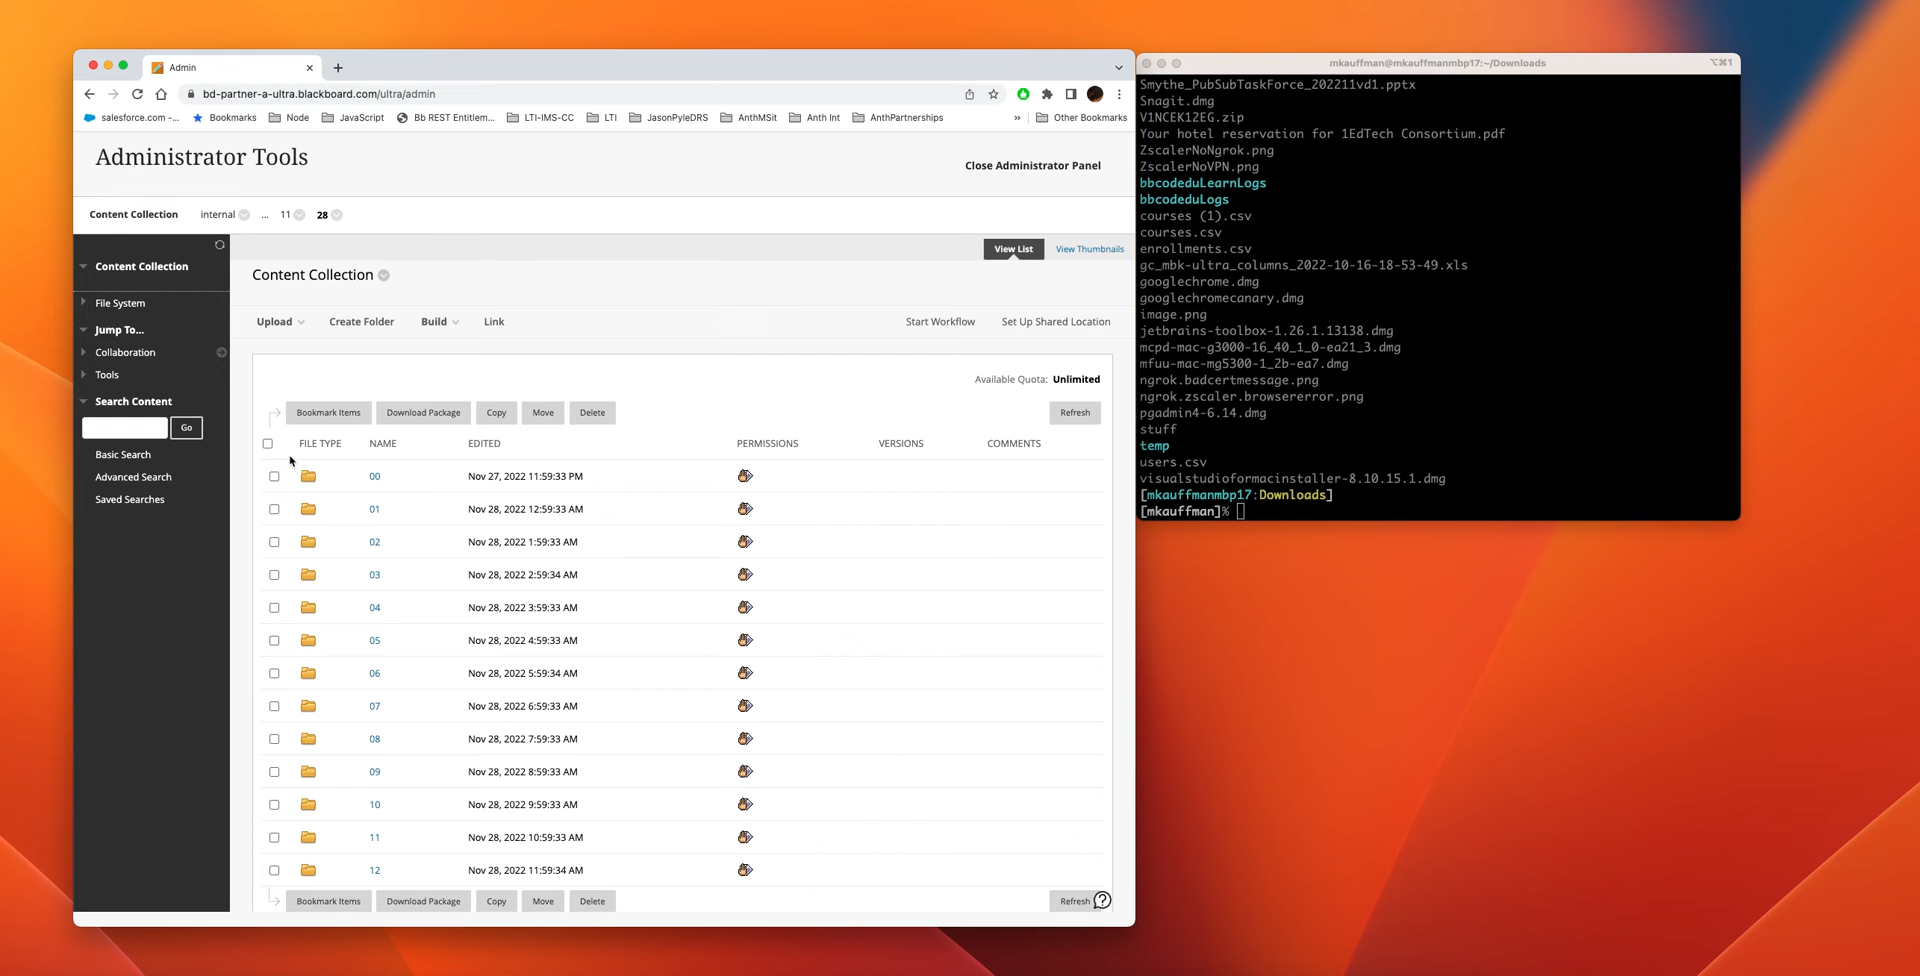 Admin
bd-partner-a-ultra.blackboard.com/ultra/admin
salesforce.com -...
Bookmarks
Node
JavaScript
Bb REST Entitlem...
LTI-IMS-CC
LTI
JasonPyleDRS
AnthMSit
Anth Int
AnthPartnerships
»
Other Bookmarks
Administrator Tools
Close Administrator Panel
Content Collection
internal
...
11
28
View List
View Thumbnails
Content Collection
File System
Jump To...
Collaboration
Tools
Search Content
Go
Basic Search
Advanced Search
Saved Searches
Content Collection
Upload
Create Folder
Build
Link
Start Workflow
Set Up Shared Location
Available Quota: Unlimited
Bookmark Items
Download Package
Copy
Move
Delete
Refresh
FILE TYPE NAME EDITED PERMISSIONS VERSIONS COMMENTS
00 Nov 27, 2022 11:59:33 PM
01 Nov 28, 2022 12:59:33 AM
02 Nov 28, 2022 1:59:33 AM
03 Nov 28, 2022 2:59:34 AM
04 Nov 28, 2022 3:59:33 AM
05 Nov 28, 2022 4:59:33 AM
06 Nov 28, 2022 5:59:34 AM
07 Nov 28, 2022 6:59:33 AM
08 Nov 28, 2022 7:59:33 AM
09 Nov 28, 2022 8:59:33 AM
10 Nov 28, 2022 9:59:33 AM
11 Nov 28, 2022 10:59:33 AM
12 Nov 28, 2022 11:59:34 AM
Bookmark Items
Download Package
Copy
Move
Delete
Refresh
mkauffman@mkauffmanmbp17:~/Downloads
⌥⌘1
Smythe_PubSubTaskForce_202211vd1.pptx
Snagit.dmg
V1NCEK12EG.zip
Your hotel reservation for 1EdTech Consortium.pdf
ZscalerNoNgrok.png
ZscalerNoVPN.png
bbcodeduLearnLogs
bbcodeduLogs
courses (1).csv
courses.csv
enrollments.csv
gc_mbk-ultra_columns_2022-10-16-18-53-49.xls
googlechrome.dmg
googlechromecanary.dmg
image.png
jetbrains-toolbox-1.26.1.13138.dmg
mcpd-mac-g3000-16_40_1_0-ea21_3.dmg
mfuu-mac-mg5300-1_2b-ea7.dmg
ngrok.badcertmessage.png
ngrok.zscaler.browsererror.png
pgadmin4-6.14.dmg
stuff
temp
users.csv
visualstudioformacinstaller-8.10.15.1.dmg
[mkauffmanmbp17:Downloads]
[mkauffman]%